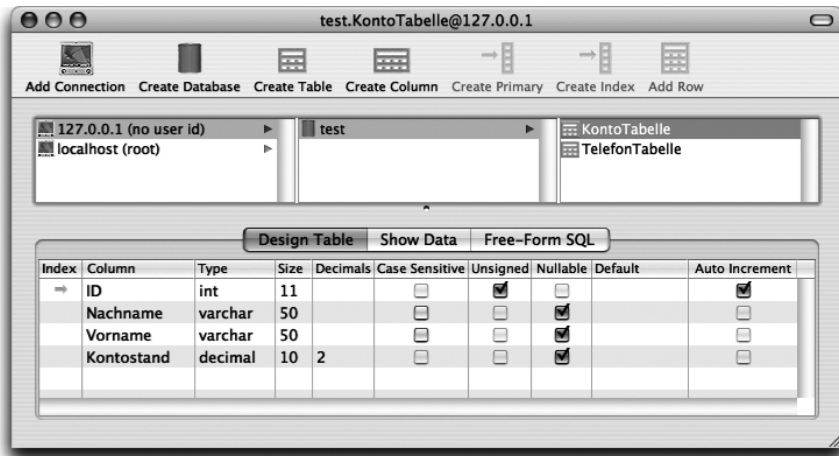 test.KontoTabelle@127.0.0.1
Add Connection Create Database Create Table Create Column Create Primary Create Index Add Row
127.0.0.1 (no user id) test KontoTabelle
localhost (root) TelefonTabelle
Design Table Show Data Free-Form SQL
Index Column Type Size Decimals Case Sensitive Unsigned Nullable Default Auto Increment
ID int 11
Nachname varchar 50
Vorname varchar 50
Kontostand decimal 10 2